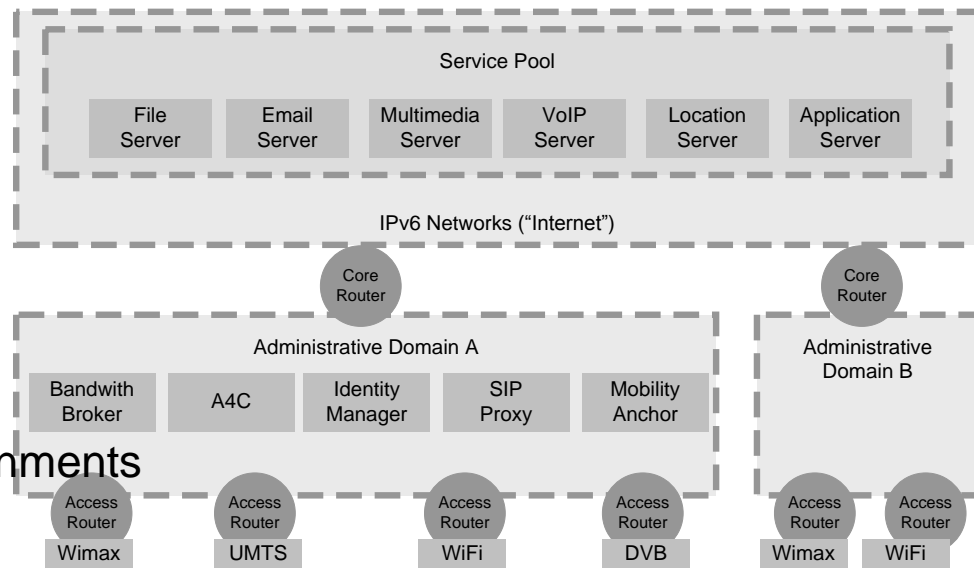 Service Pool
File
Server
Email
Server
Multimedia
Server
VoIP
Server
Location
Server
Application
Server
IPv6 Networks (“Internet”)
Core
Router
Core
Router
Administrative Domain A
Administrative
Domain B
Bandwith
Broker
A4C
Identity
Manager
SIP
Proxy
Mobility
Anchor
nments
Access
Router
Access
Router
Access
Router
Access
Router
Access
Router
Access
Router
Wimax
UMTS
WiFi
DVB
Wimax
WiFi